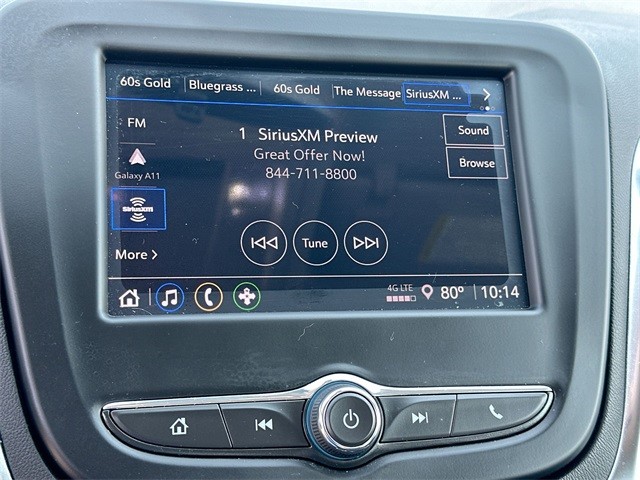 60s Gold Bluegrass ... 60s Gold The Message SiriusXM ...
FM
1 SiriusXM Preview
Sound
Great Offer Now!
Browse
Galaxy A11
844-711-8800
SiriusXM
Tune
More >
4G LTE
80° 10:14